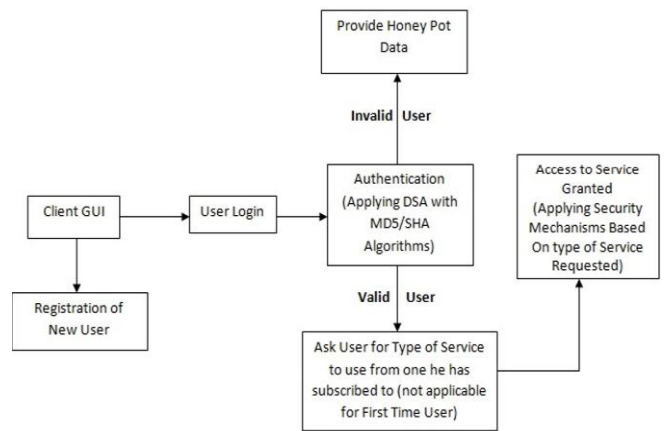 Provide Honey Pot
Data
Invalid User
Authentication
(Applying DSA with
MD5/SHA
Algorithms)
Access to Service
Granted
(Applying Security
Mechanisms Based
On type of Service
Requested)
Client GUI
User Login
Registration of
New User
Valid User
Ask User for Type of Service
to use from one he has
subscribed to (not applicable
for First Time User)